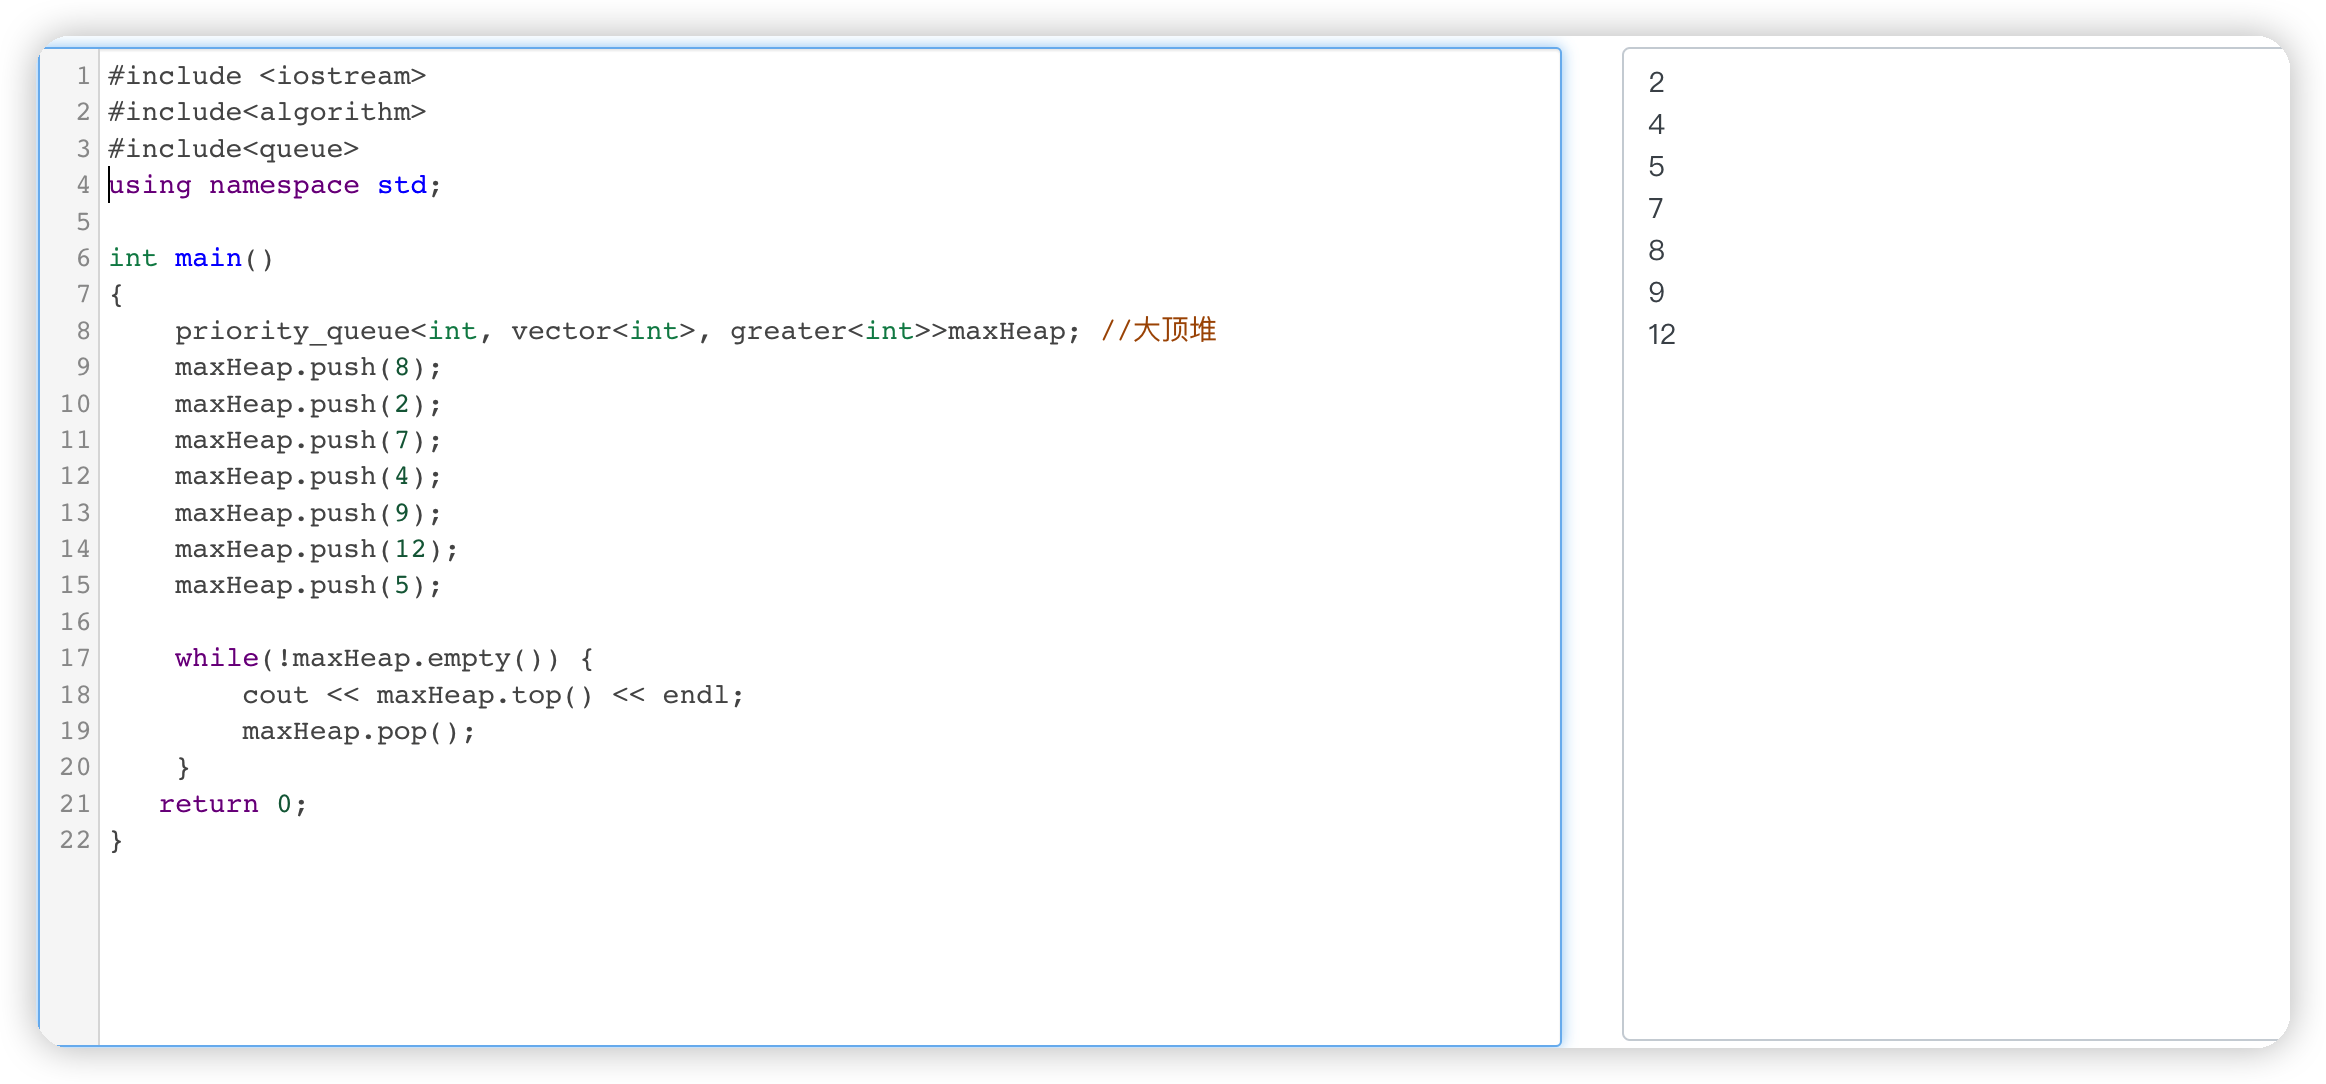 1 #include <iostream>
2 #include<algorithm>
3 #include<queue>
4 using namespace std;
5
6 int main()
7 {
8     priority_queue<int, vector<int>, greater<int>>maxHeap; //大顶堆
9     maxHeap.push(8);
10     maxHeap.push(2);
11     maxHeap.push(7);
12     maxHeap.push(4);
13     maxHeap.push(9);
14     maxHeap.push(12);
15     maxHeap.push(5);
16
17     while(!maxHeap.empty()) {
18         cout << maxHeap.top() << endl;
19         maxHeap.pop();
20     }
21    return 0;
22 }
2
4
5
7
8
9
12